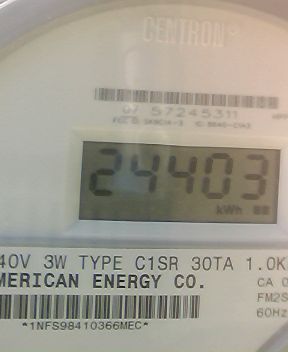 CENTRON®
07 57245311
24403
kWh
40V 3W TYPE C1SR 30TA 1.0K
MERICAN ENERGY CO.
CA 0
FM2S
60Hz
*1NFS98410366MEC*